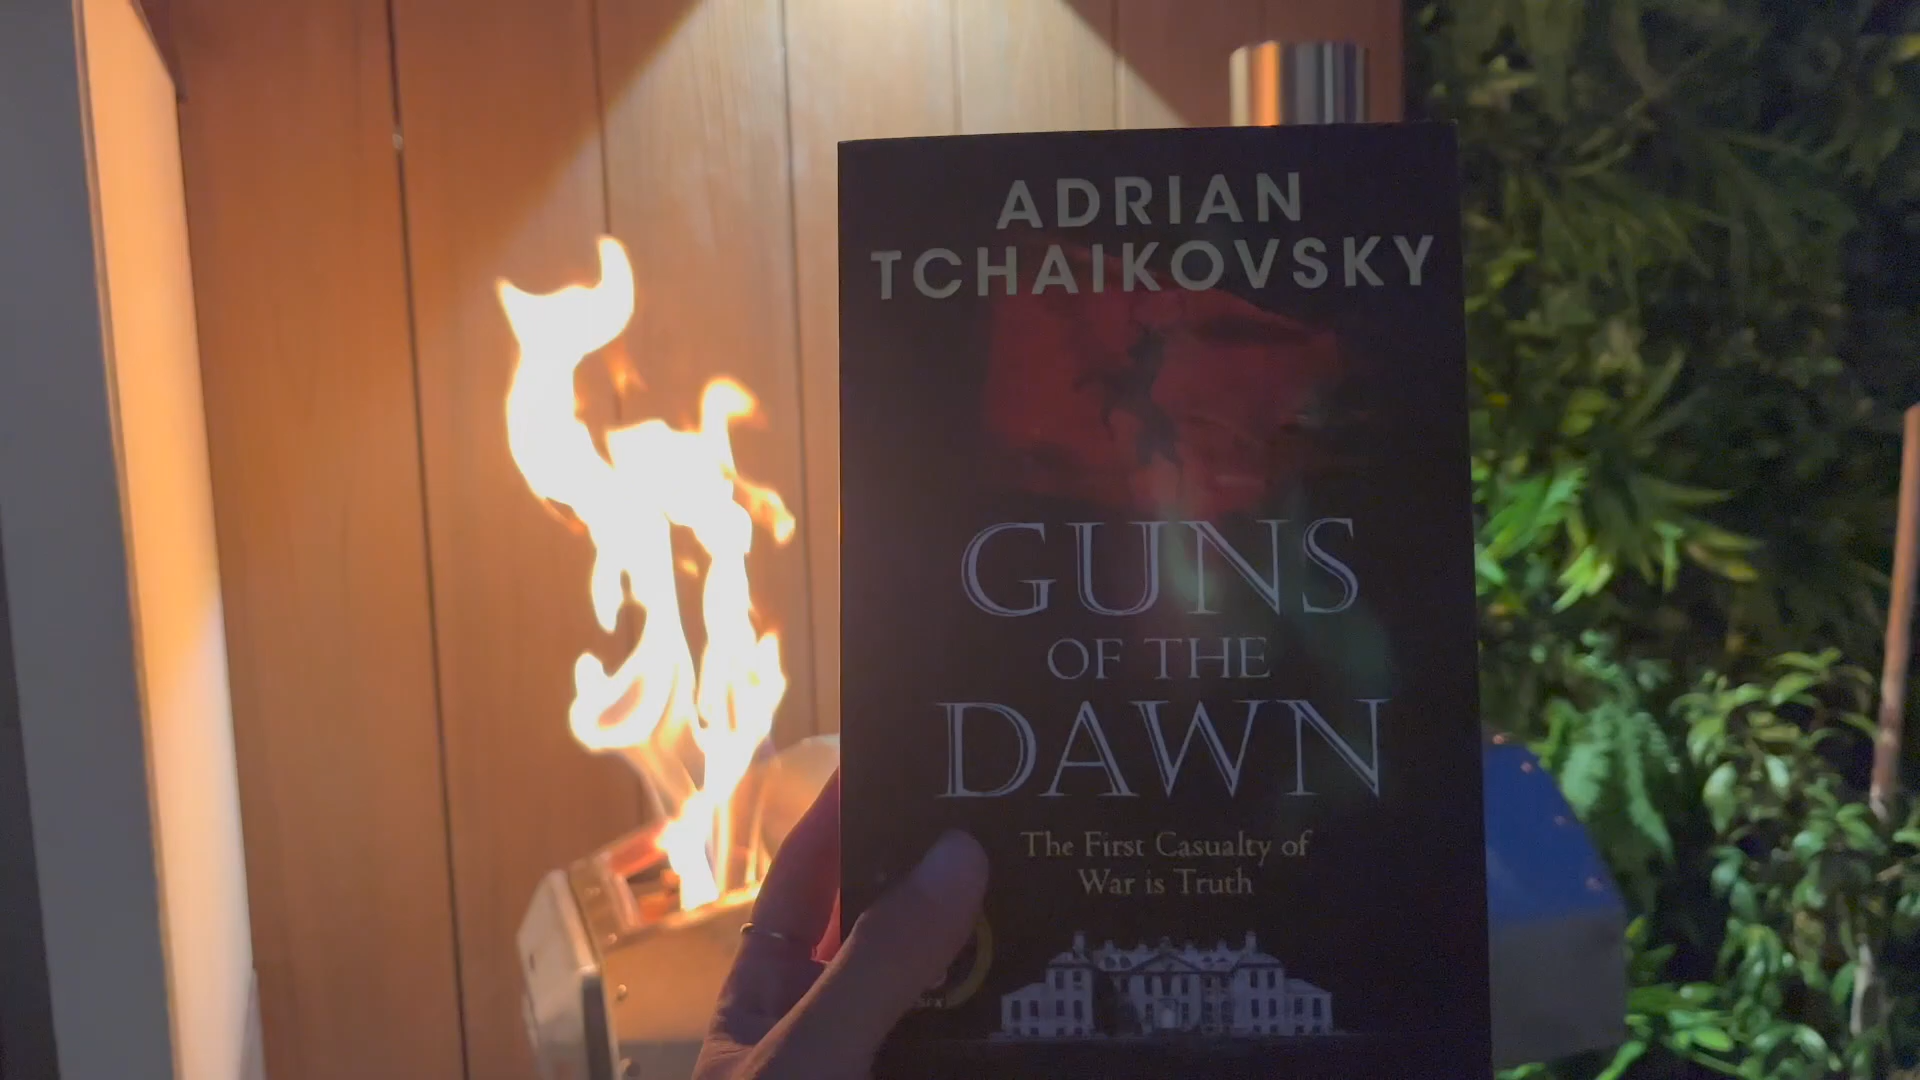 ADRIAN
TCHAIKOVSKY
GUNS
OF THE
DAWN
The First Casualty of
War is Truth